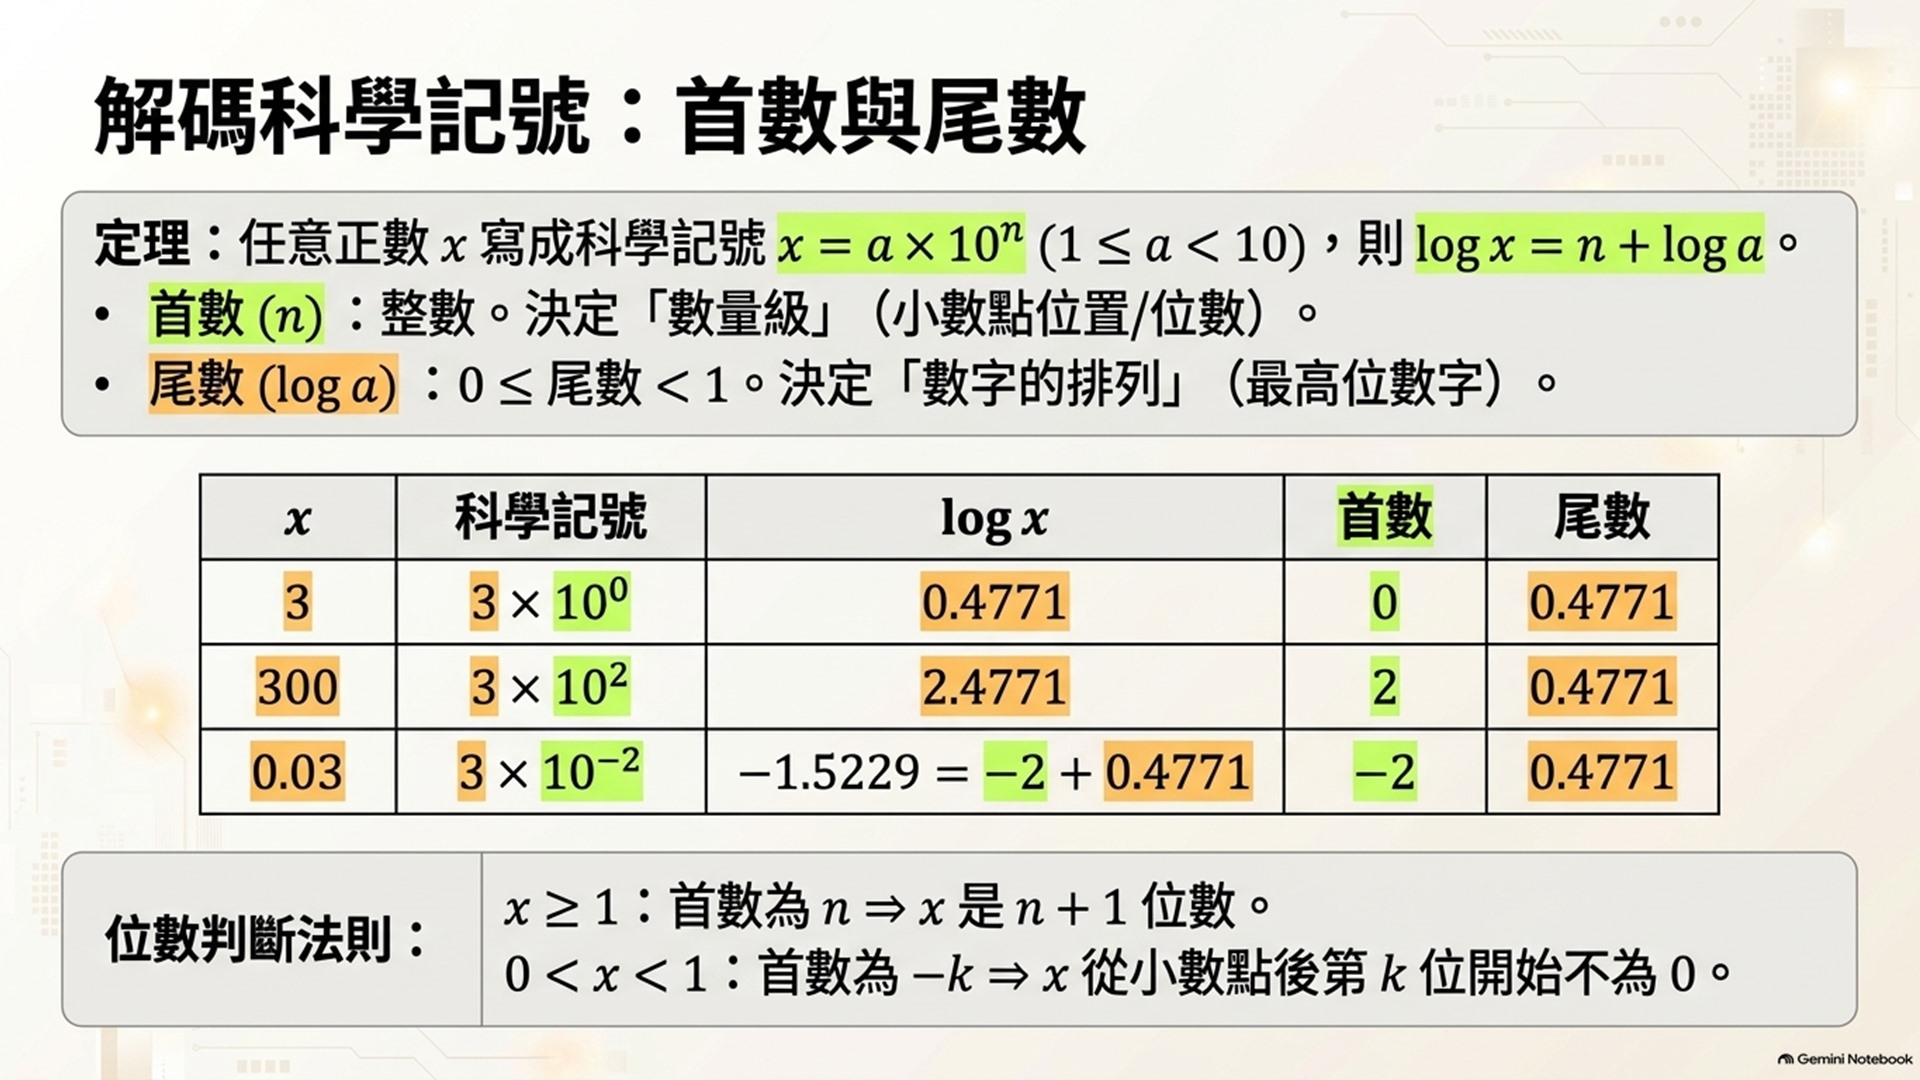 解碼科學記號：首數與尾數
定理：任意正數 x 寫成科學記號 x = a × 10ⁿ (1 ≤ a < 10)，則 log x = n + log a。
• 首數 (n) ：整數。決定「數量級」（小數點位置/位數）。
• 尾數 (log a) ：0 ≤ 尾數 < 1。決定「數字的排列」（最高位數字）。
x 科學記號 log x 首數 尾數
3 3 × 10⁰ 0.4771 0 0.4771
300 3 × 10² 2.4771 2 0.4771
0.03 3 × 10⁻² −1.5229 = −2 + 0.4771 −2 0.4771
位數判斷法則：
x ≥ 1：首數為 n ⇒ x 是 n + 1 位數。
0 < x < 1：首數為 −k ⇒ x 從小數點後第 k 位開始不為 0。
Gemini Notebook